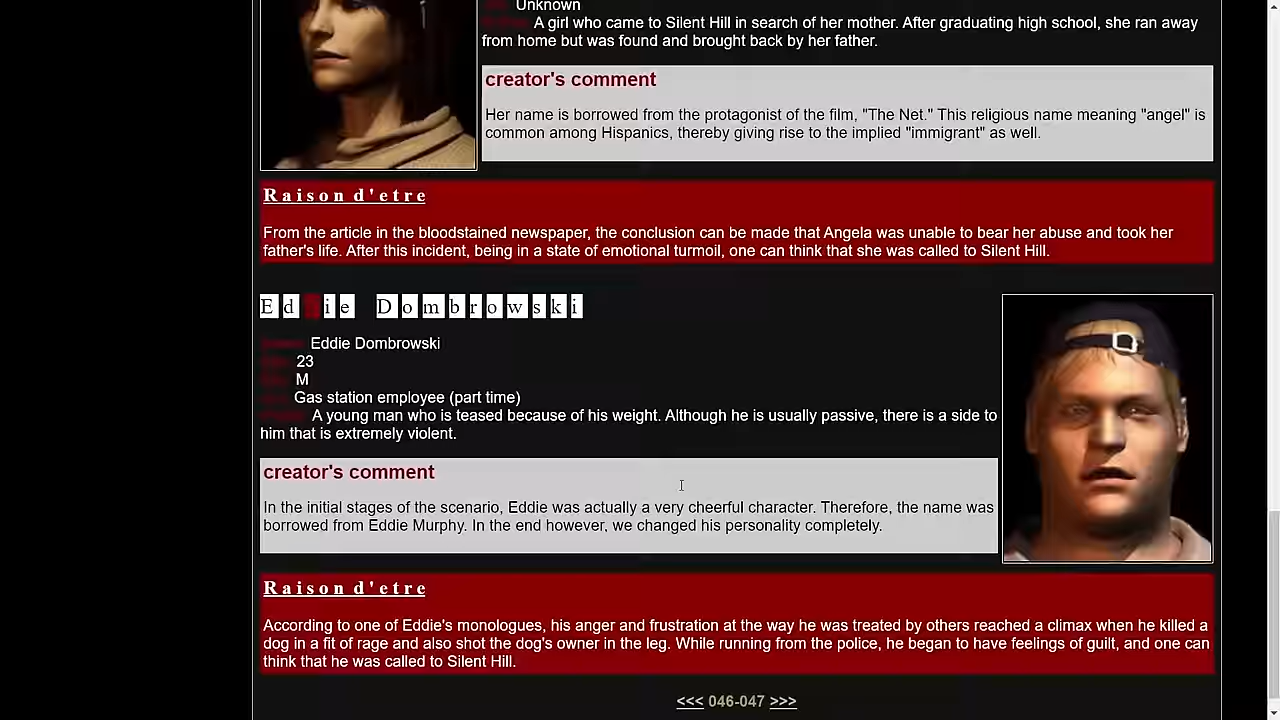 Unknown
A girl who came to Silent Hill in search of her mother. After graduating high school, she ran away
from home but was found and brought back by her father.
creator's comment
Her name is borrowed from the protagonist of the film, "The Net." This religious name meaning "angel" is
common among Hispanics, thereby giving rise to the implied "immigrant" as well.
Raison d'etre
From the article in the bloodstained newspaper, the conclusion can be made that Angela was unable to bear her abuse and took her
father's life. After this incident, being in a state of emotional turmoil, one can think that she was called to Silent Hill.
Eddie Dombrowski
Eddie Dombrowski
23
M
Gas station employee (part time)
A young man who is teased because of his weight. Although he is usually passive, there is a side to
him that is extremely violent.
creator's comment
In the initial stages of the scenario, Eddie was actually a very cheerful character. Therefore, the name was
borrowed from Eddie Murphy. In the end however, we changed his personality completely.
Raison d'etre
According to one of Eddie's monologues, his anger and frustration at the way he was treated by others reached a climax when he killed a
dog in a fit of rage and also shot the dog's owner in the leg. While running from the police, he began to have feelings of guilt, and one can
think that he was called to Silent Hill.
<<< 046-047 >>>